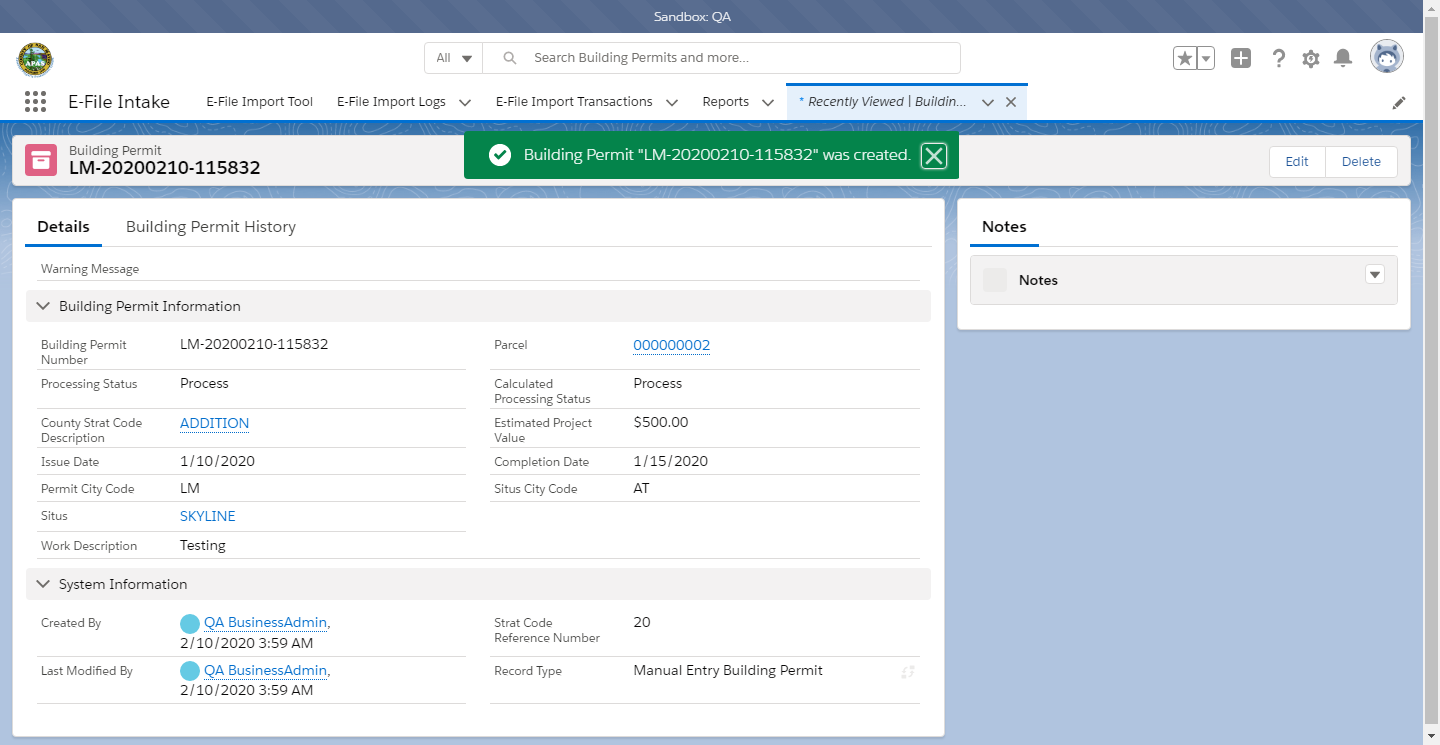 Sandbox: QA
APAS
All
Search Building Permits and more...
E-File Intake
E-File Import Tool
E-File Import Logs
E-File Import Transactions
Reports
* Recently Viewed | Buildin...
Building Permit
LM-20200210-115832
Building Permit "LM-20200210-115832" was created.
Edit
Delete
Details
Building Permit History
Warning Message
Building Permit Information
Building Permit Number
LM-20200210-115832
Parcel
000000002
Processing Status
Process
Calculated Processing Status
Process
County Strat Code Description
ADDITION
Estimated Project Value
$500.00
Issue Date
1/10/2020
Completion Date
1/15/2020
Permit City Code
LM
Situs City Code
AT
Situs
SKYLINE
Work Description
Testing
System Information
Created By
QA BusinessAdmin,
2/10/2020 3:59 AM
Strat Code Reference Number
20
Last Modified By
QA BusinessAdmin,
2/10/2020 3:59 AM
Record Type
Manual Entry Building Permit
Notes
Notes